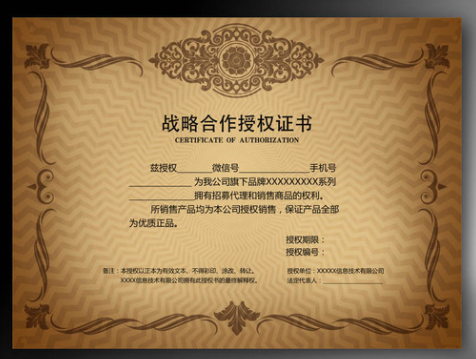 战略合作授权证书
CERTIFICATE OF AUTHORIZATION
兹授权________微信号________________手机号
______________ 为我公司旗下品牌XXXXXXXXX系列
______________ 拥有招募代理和销售商品的权利。
所销售产品均为本公司授权销售，保证产品全部
为优质正品。
授权期限：
授权编号：
备注：本授权以正本为有效文本，不得影印、涂改、转让。
XXXX信息技术有限公司拥有此授权书的最终解释权。
授权单位：XXXXX信息技术有限公司
法定代表人：________________